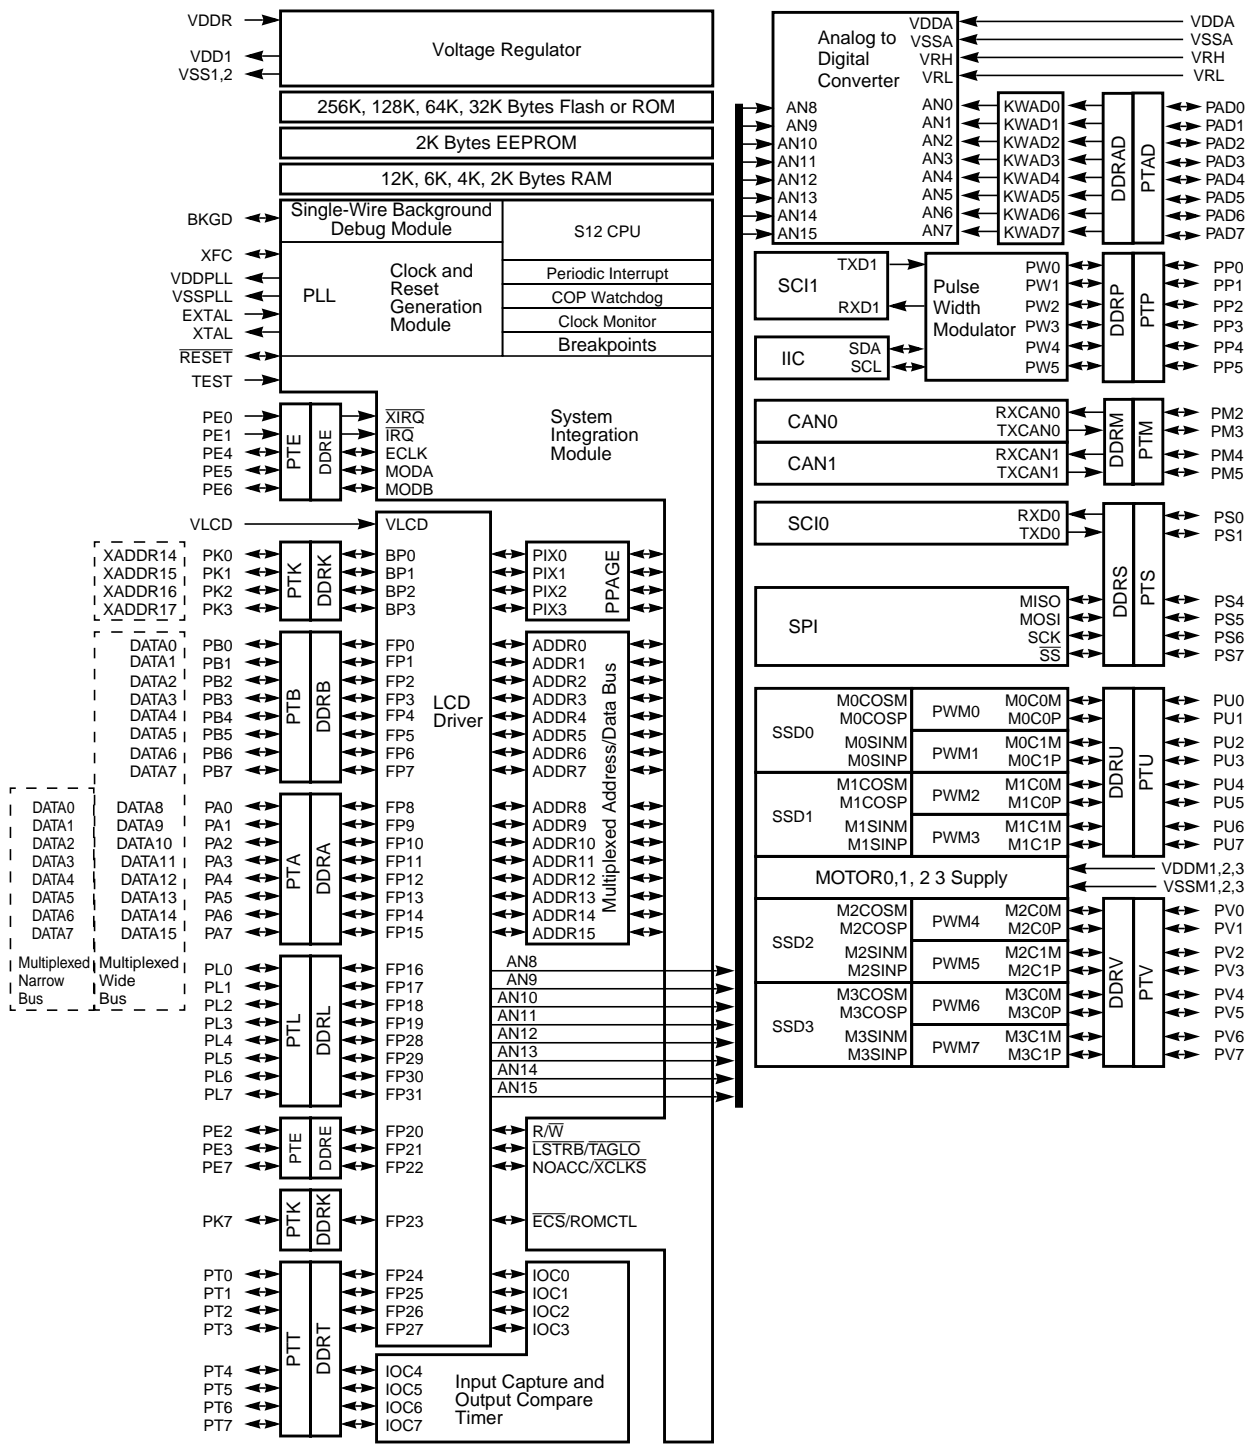 VDDR
Voltage Regulator
VDD1
VSS1,2
256K, 128K, 64K, 32K Bytes Flash or ROM
2K Bytes EEPROM
12K, 6K, 4K, 2K Bytes RAM
BKGD
Single-Wire Background
Debug Module
S12 CPU
XFC
VDDPLL
VSSPLL
EXTAL
XTAL
RESET
TEST
PLL
Clock and
Reset
Generation
Module
Periodic Interrupt
COP Watchdog
Clock Monitor
Breakpoints
System
Integration
Module
PE0
PE1
PE4
PE5
PE6
PTE
DDRE
XIRQ
IRQ
ECLK
MODA
MODB
VLCD
VLCD
LCD
Driver
XADDR14 PK0
XADDR15 PK1
XADDR16 PK2
XADDR17 PK3
PTK
DDRK
BP0
BP1
BP2
BP3
PIX0
PIX1
PIX2
PIX3
PPAGE
DATA0 PB0
DATA1 PB1
DATA2 PB2
DATA3 PB3
DATA4 PB4
DATA5 PB5
DATA6 PB6
DATA7 PB7
PTB
DDRB
FP0
FP1
FP2
FP3
FP4
FP5
FP6
FP7
ADDR0
ADDR1
ADDR2
ADDR3
ADDR4
ADDR5
ADDR6
ADDR7
Multiplexed Address/Data Bus
DATA0 DATA8 PA0
DATA1 DATA9 PA1
DATA2 DATA10 PA2
DATA3 DATA11 PA3
DATA4 DATA12 PA4
DATA5 DATA13 PA5
DATA6 DATA14 PA6
DATA7 DATA15 PA7
Multiplexed
Narrow
Bus
Multiplexed
Wide
Bus
PTA
DDRA
FP8
FP9
FP10
FP11
FP12
FP13
FP14
FP15
ADDR8
ADDR9
ADDR10
ADDR11
ADDR12
ADDR13
ADDR14
ADDR15
PL0
PL1
PL2
PL3
PL4
PL5
PL6
PL7
PTL
DDRL
FP16
FP17
FP18
FP19
FP28
FP29
FP30
FP31
AN8
AN9
AN10
AN11
AN12
AN13
AN14
AN15
PE2
PE3
PE7
PTE
DDRE
FP20
FP21
FP22
R/W
LSTRB/TAGLO
NOACC/XCLKS
PK7
PTK
DDRK
FP23
ECS/ROMCTL
PT0
PT1
PT2
PT3
PT4
PT5
PT6
PT7
PTT
DDRT
FP24
FP25
FP26
FP27
IOC0
IOC1
IOC2
IOC3
IOC4
IOC5
IOC6
IOC7
Input Capture and
Output Compare
Timer
Analog to
Digital
Converter
VDDA
VSSA
VRH
VRL
VDDA
VSSA
VRH
VRL
AN8
AN9
AN10
AN11
AN12
AN13
AN14
AN15
AN0 KWAD0
AN1 KWAD1
AN2 KWAD2
AN3 KWAD3
AN4 KWAD4
AN5 KWAD5
AN6 KWAD6
AN7 KWAD7
DDRAD
PTAD
PAD0
PAD1
PAD2
PAD3
PAD4
PAD5
PAD6
PAD7
SCI1
TXD1
RXD1
IIC
SDA
SCL
Pulse
Width
Modulator
PW0
PW1
PW2
PW3
PW4
PW5
DDRP
PTP
PP0
PP1
PP2
PP3
PP4
PP5
CAN0
RXCAN0
TXCAN0
CAN1
RXCAN1
TXCAN1
DDRM
PTM
PM2
PM3
PM4
PM5
SCI0
RXD0
TXD0
SPI
MISO
MOSI
SCK
SS
DDRS
PTS
PS0
PS1
PS4
PS5
PS6
PS7
SSD0
M0COSM
M0COSP
M0SINM
M0SINP
PWM0
PWM1
M0C0M
M0C0P
M0C1M
M0C1P
SSD1
M1COSM
M1COSP
M1SINM
M1SINP
PWM2
PWM3
M1C0M
M1C0P
M1C1M
M1C1P
DDRU
PTU
PU0
PU1
PU2
PU3
PU4
PU5
PU6
PU7
MOTOR0,1, 2 3 Supply
VDDM1,2,3
VSSM1,2,3
SSD2
M2COSM
M2COSP
M2SINM
M2SINP
PWM4
PWM5
M2C0M
M2C0P
M2C1M
M2C1P
SSD3
M3COSM
M3COSP
M3SINM
M3SINP
PWM6
PWM7
M3C0M
M3C0P
M3C1M
M3C1P
DDRV
PTV
PV0
PV1
PV2
PV3
PV4
PV5
PV6
PV7